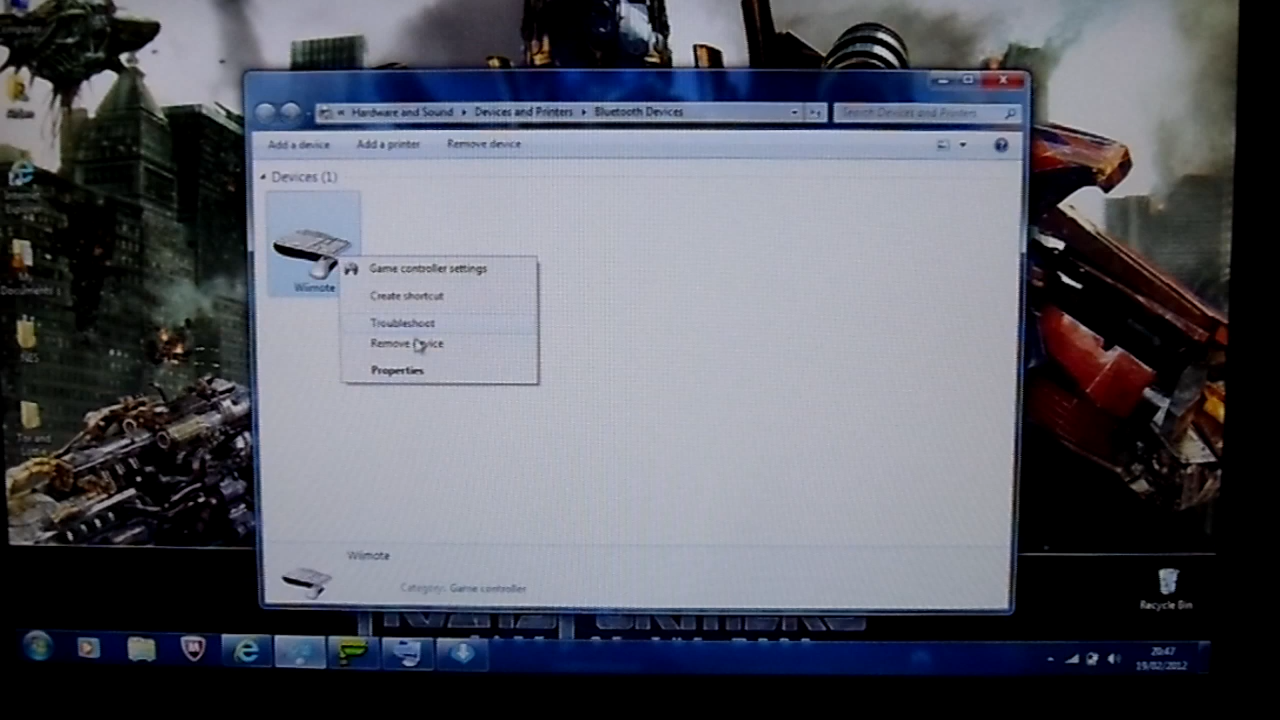 « Hardware and Sound ▸ Devices and Printers ▸ Bluetooth Devices
Search Devices and Printers
Add a device Add a printer Remove device
Devices (1)
Wiimote
Game controller settings
Create shortcut
Troubleshoot
Remove device
Properties
Wiimote
Category: Game controller
Documents
Recycle Bin
20:47
19/02/2012